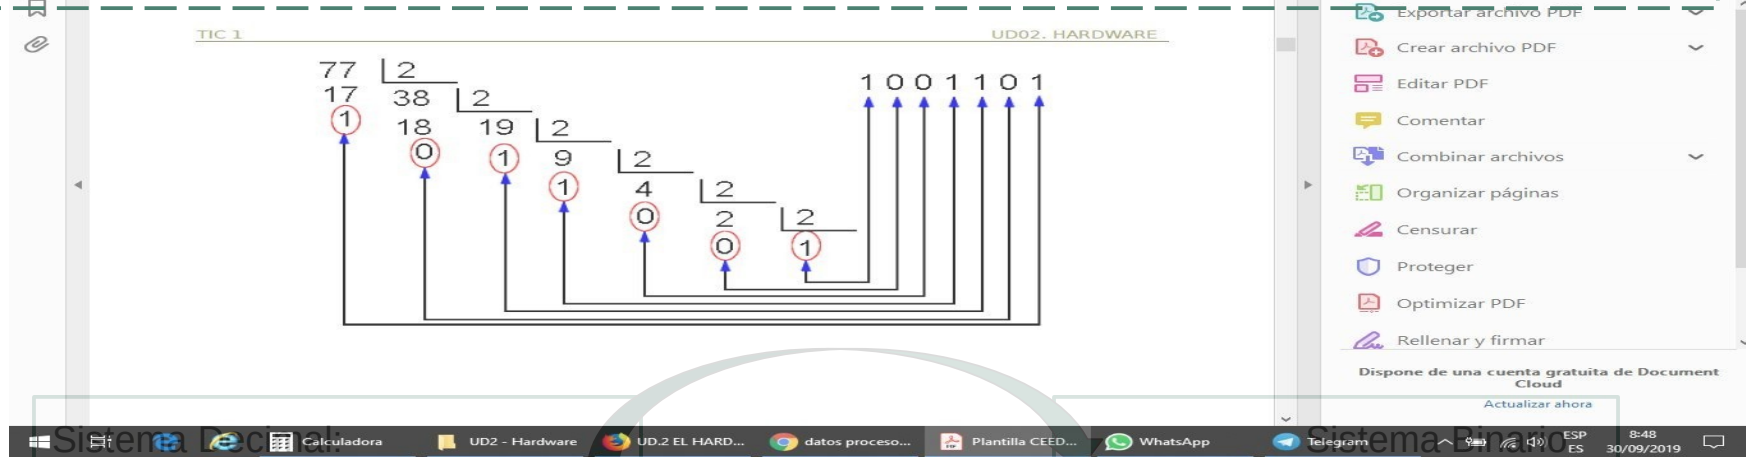 TIC 1 UD02. HARDWARE
77 2
1 0 0 1 1 0 1
17 38 2
1 18 19 2
0 1 9 2
1 4 2
0 2 2
0 1
Exportar archivo PDF
Crear archivo PDF
Editar PDF
Comentar
Combinar archivos
Organizar páginas
Censurar
Proteger
Optimizar PDF
Rellenar y firmar
Dispone de una cuenta gratuita de Document
Cloud
Actualizar ahora
Sistema Decimal:
Sistema Binario
Calculadora
UD2 - Hardware
UD.2 EL HARD...
datos proceso...
Plantilla CEED...
WhatsApp
Telegram
ESP
ES
8:48
30/09/2019